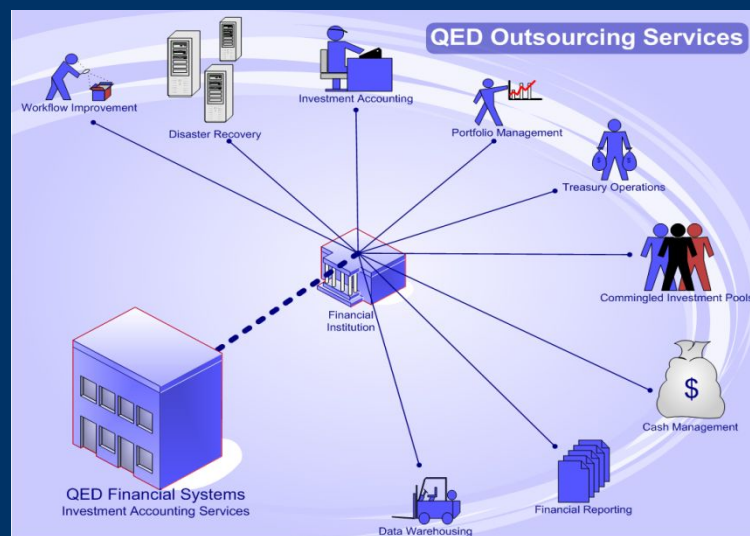 QED Outsourcing Services
Workflow Improvement
Disaster Recovery
Investment Accounting
Portfolio Management
$ $
Treasury Operations
Commingled Investment Pools
Financial
Institution
$
Cash Management
QED Financial Systems
Investment Accounting Services
Data Warehousing
Financial Reporting